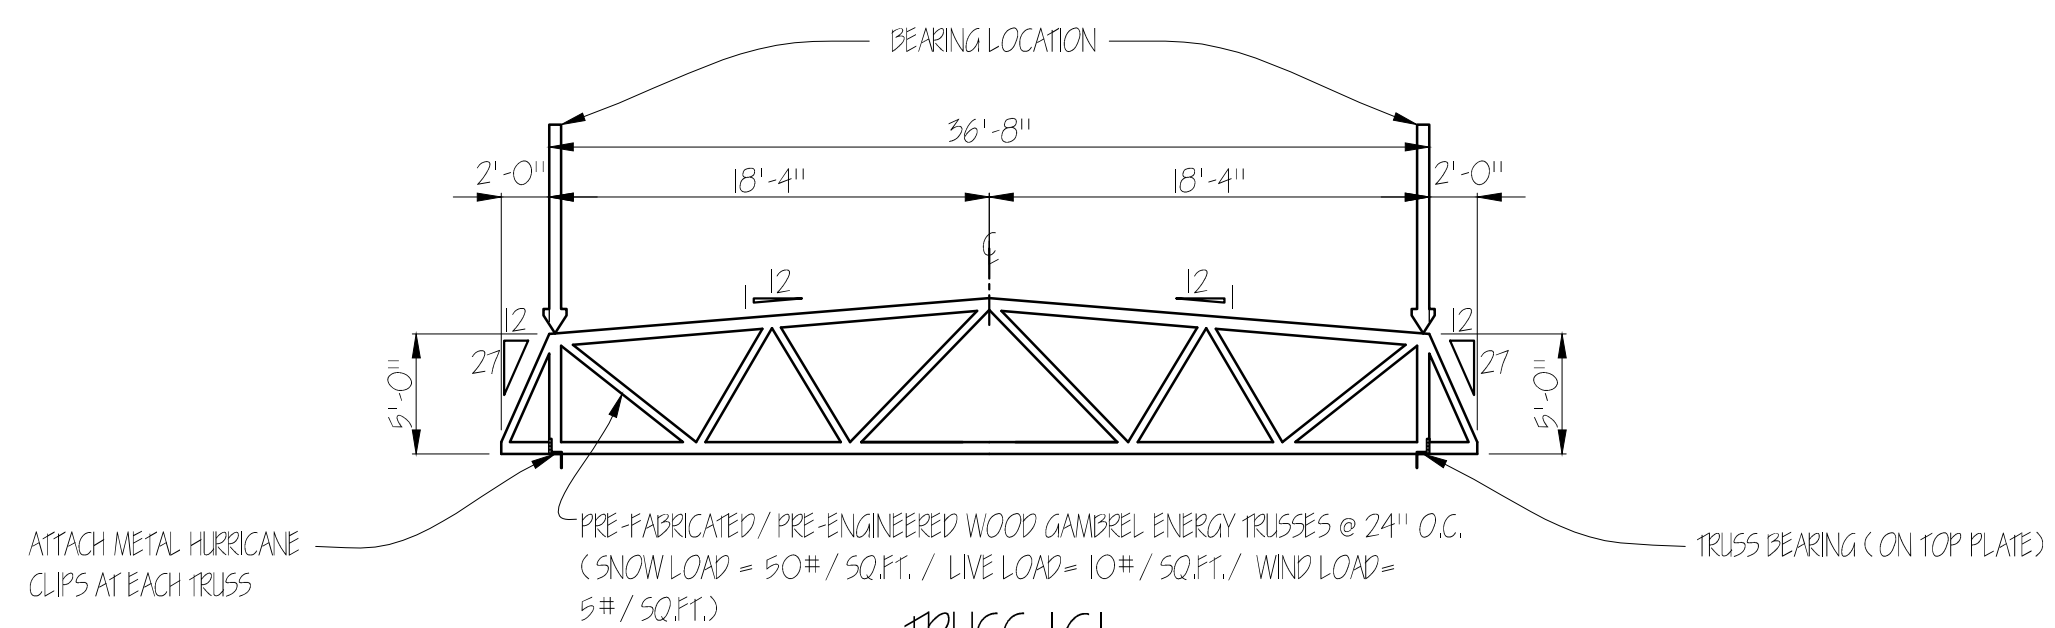 BEARING LOCATION
36'-8"
2'-0"
18'-4"
18'-4"
2'-0"
℄
12
1
12
1
12
27
12
27
5'-0"
5'-0"
PRE-FABRICATED/ PRE-ENGINEERED WOOD GAMBREL ENERGY TRUSSES @ 24" O.C.
( SNOW LOAD = 50#/ SQ.FT. / LIVE LOAD= 10#/ SQ.FT./ WIND LOAD=
5#/ SQ.FT.)
ATTACH METAL HURRICANE
CLIPS AT EACH TRUSS
TRUSS BEARING ( ON TOP PLATE)